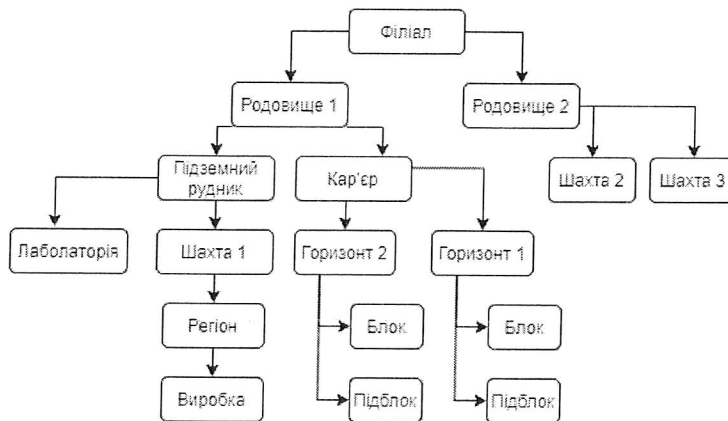 Філіал
Родовище 1
Родовище 2
Підземний
рудник
Кар'єр
Шахта 2
Шахта 3
Лаболаторія
Шахта 1
Горизонт 2
Горизонт 1
Регіон
Блок
Блок
Виробка
Підблок
Підблок